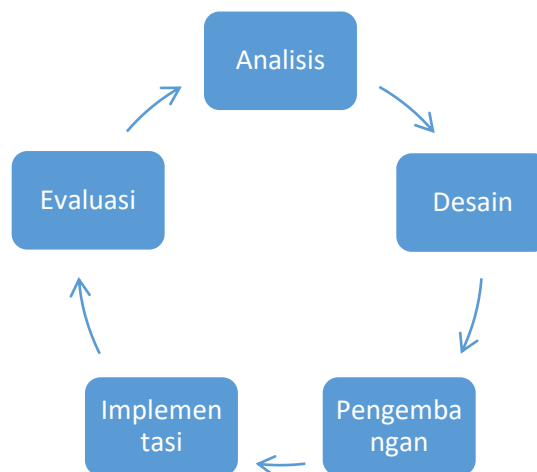 Analisis
Desain
Pengemba
ngan
Implemen
tasi
Evaluasi